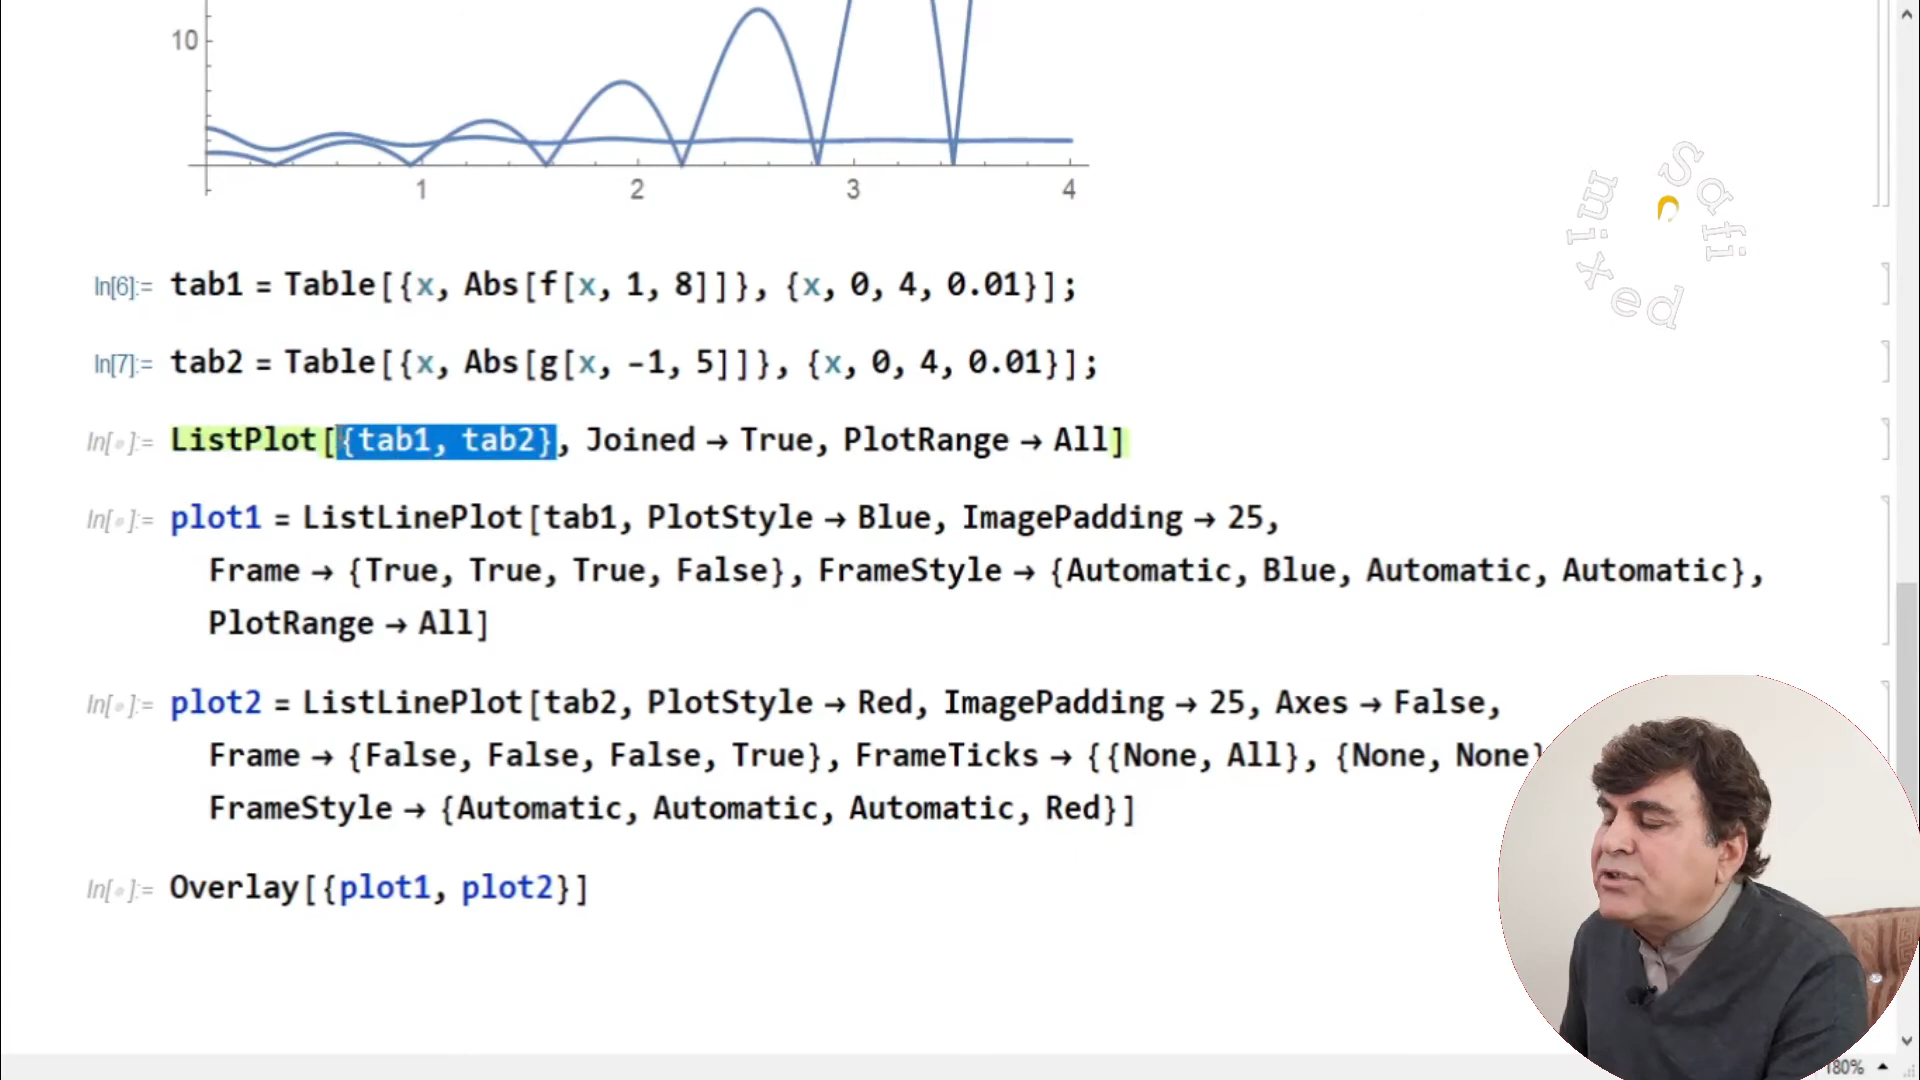 10
1 2 3 4
Safi
mixed
In[6]:= tab1 = Table[{x, Abs[f[x, 1, 8]]}, {x, 0, 4, 0.01}];
In[7]:= tab2 = Table[{x, Abs[g[x, -1, 5]]}, {x, 0, 4, 0.01}];
In[∘]:= ListPlot[{tab1, tab2}, Joined → True, PlotRange → All]
In[∘]:= plot1 = ListLinePlot[tab1, PlotStyle → Blue, ImagePadding → 25,
Frame → {True, True, True, False}, FrameStyle → {Automatic, Blue, Automatic, Automatic},
PlotRange → All]
In[∘]:= plot2 = ListLinePlot[tab2, PlotStyle → Red, ImagePadding → 25, Axes → False,
Frame → {False, False, False, True}, FrameTicks → {{None, All}, {None, None}
FrameStyle → {Automatic, Automatic, Automatic, Red}]
In[∘]:= Overlay[{plot1, plot2}]
180%